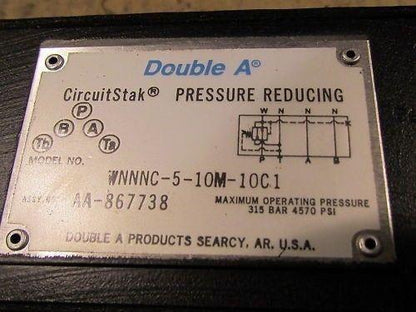 Double A®
CircuitStak® PRESSURE REDUCING
P
B A
Tb Ta
W N N N
P A B
MODEL NO.
WNNNC-5-10M-10C1
ASSY. NO. AA-867738
MAXIMUM OPERATING PRESSURE
315 BAR 4570 PSI
DOUBLE A PRODUCTS SEARCY, AR. U.S.A.